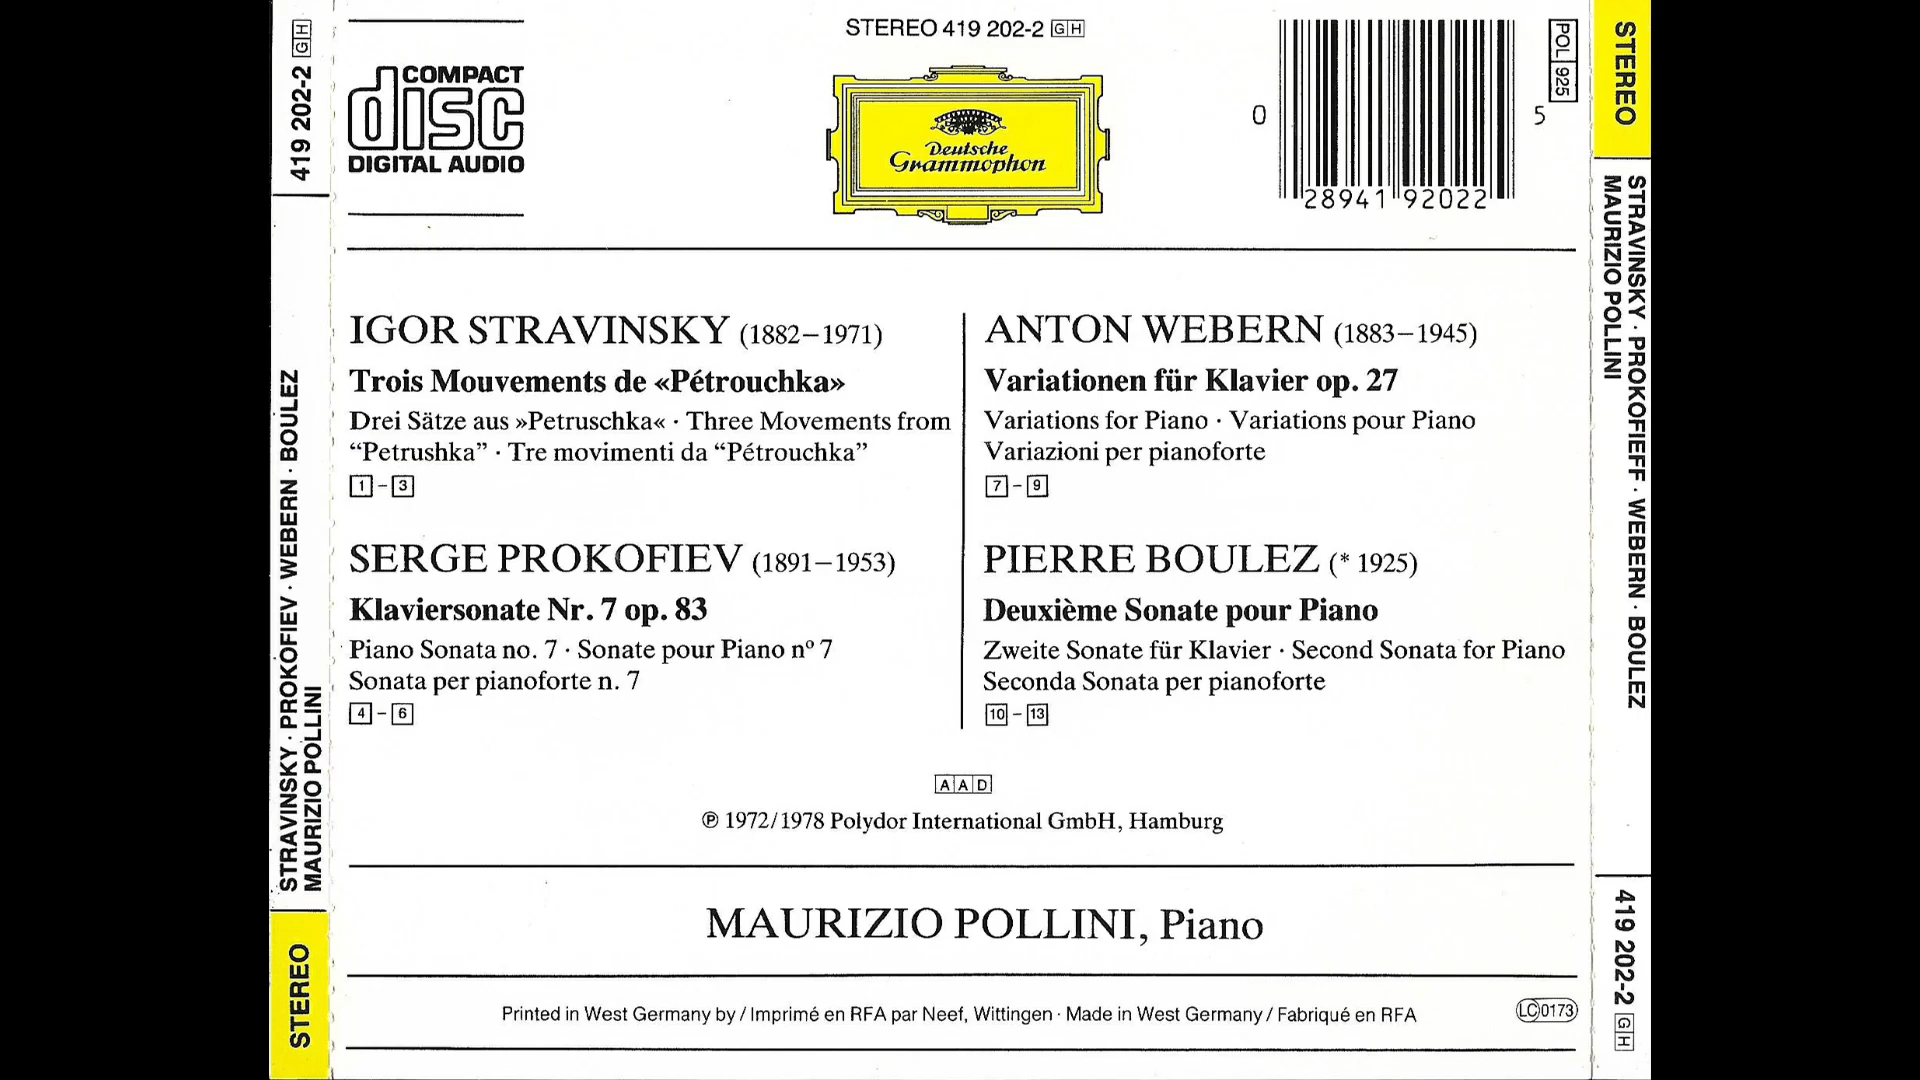 STEREO 419 202-2 GH
COMPACT
disc
DIGITAL AUDIO
Deutsche
Grammophon
0
28941 92022
5
POL 925
IGOR STRAVINSKY (1882–1971)
Trois Mouvements de «Pétrouchka»
Drei Sätze aus »Petruschka« · Three Movements from
“Petrushka” · Tre movimenti da “Pétrouchka”
1 – 3
SERGE PROKOFIEV (1891–1953)
Klaviersonate Nr. 7 op. 83
Piano Sonata no. 7 · Sonate pour Piano nº 7
Sonata per pianoforte n. 7
4 – 6
ANTON WEBERN (1883–1945)
Variationen für Klavier op. 27
Variations for Piano · Variations pour Piano
Variazioni per pianoforte
7 – 9
PIERRE BOULEZ (* 1925)
Deuxième Sonate pour Piano
Zweite Sonate für Klavier · Second Sonata for Piano
Seconda Sonata per pianoforte
10 – 13
AAD
℗ 1972/1978 Polydor International GmbH, Hamburg
MAURIZIO POLLINI, Piano
Printed in West Germany by / Imprimé en RFA par Neef, Wittingen · Made in West Germany / Fabriqué en RFA
LC 0173
STEREO
STRAVINSKY · PROKOFIEV · WEBERN · BOULEZ
MAURIZIO POLLINI
419 202-2 GH
STEREO
STRAVINSKY · PROKOFIEFF · WEBERN · BOULEZ
MAURIZIO POLLINI
419 202-2 GH